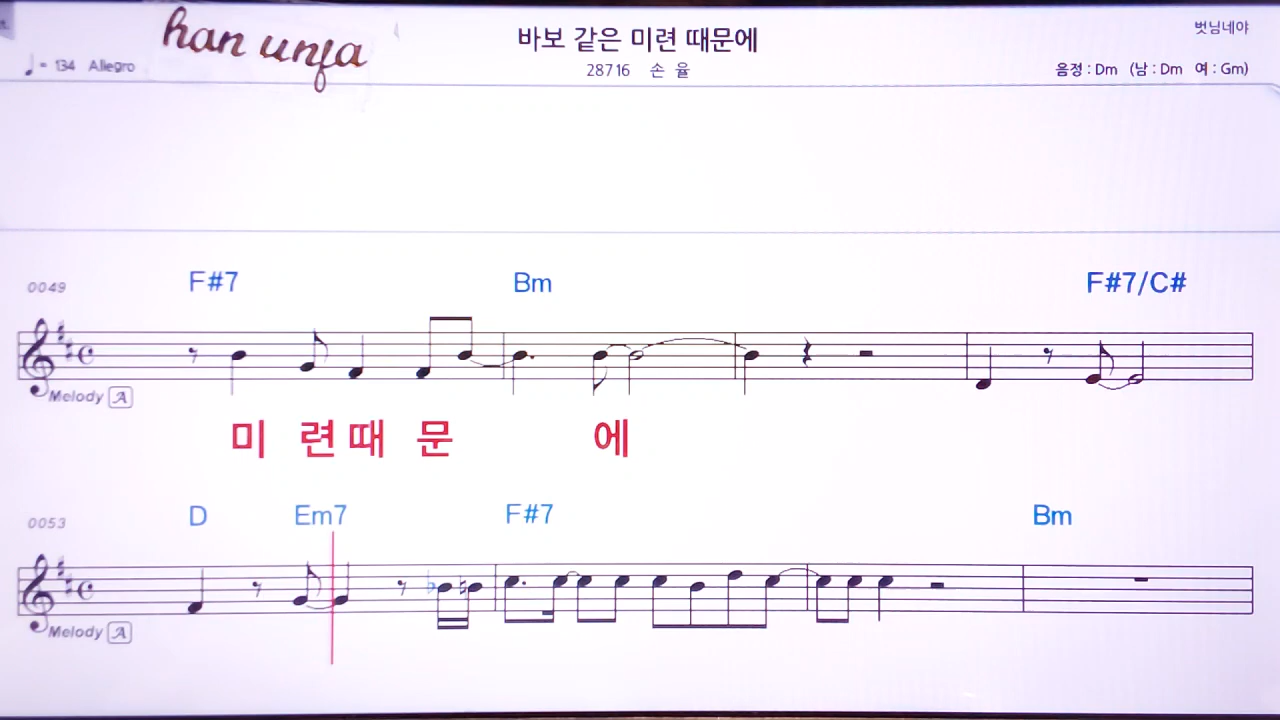 han unfa
바보 같은 미련 때문에
벗님네야
♩= 134 Allegro
28716 손 율
음정 : Dm (남 : Dm 여 : Gm)
0049 F#7 Bm F#7/C#
Melody A
미 련 때 문 에
0053 D Em7 F#7 Bm
Melody A